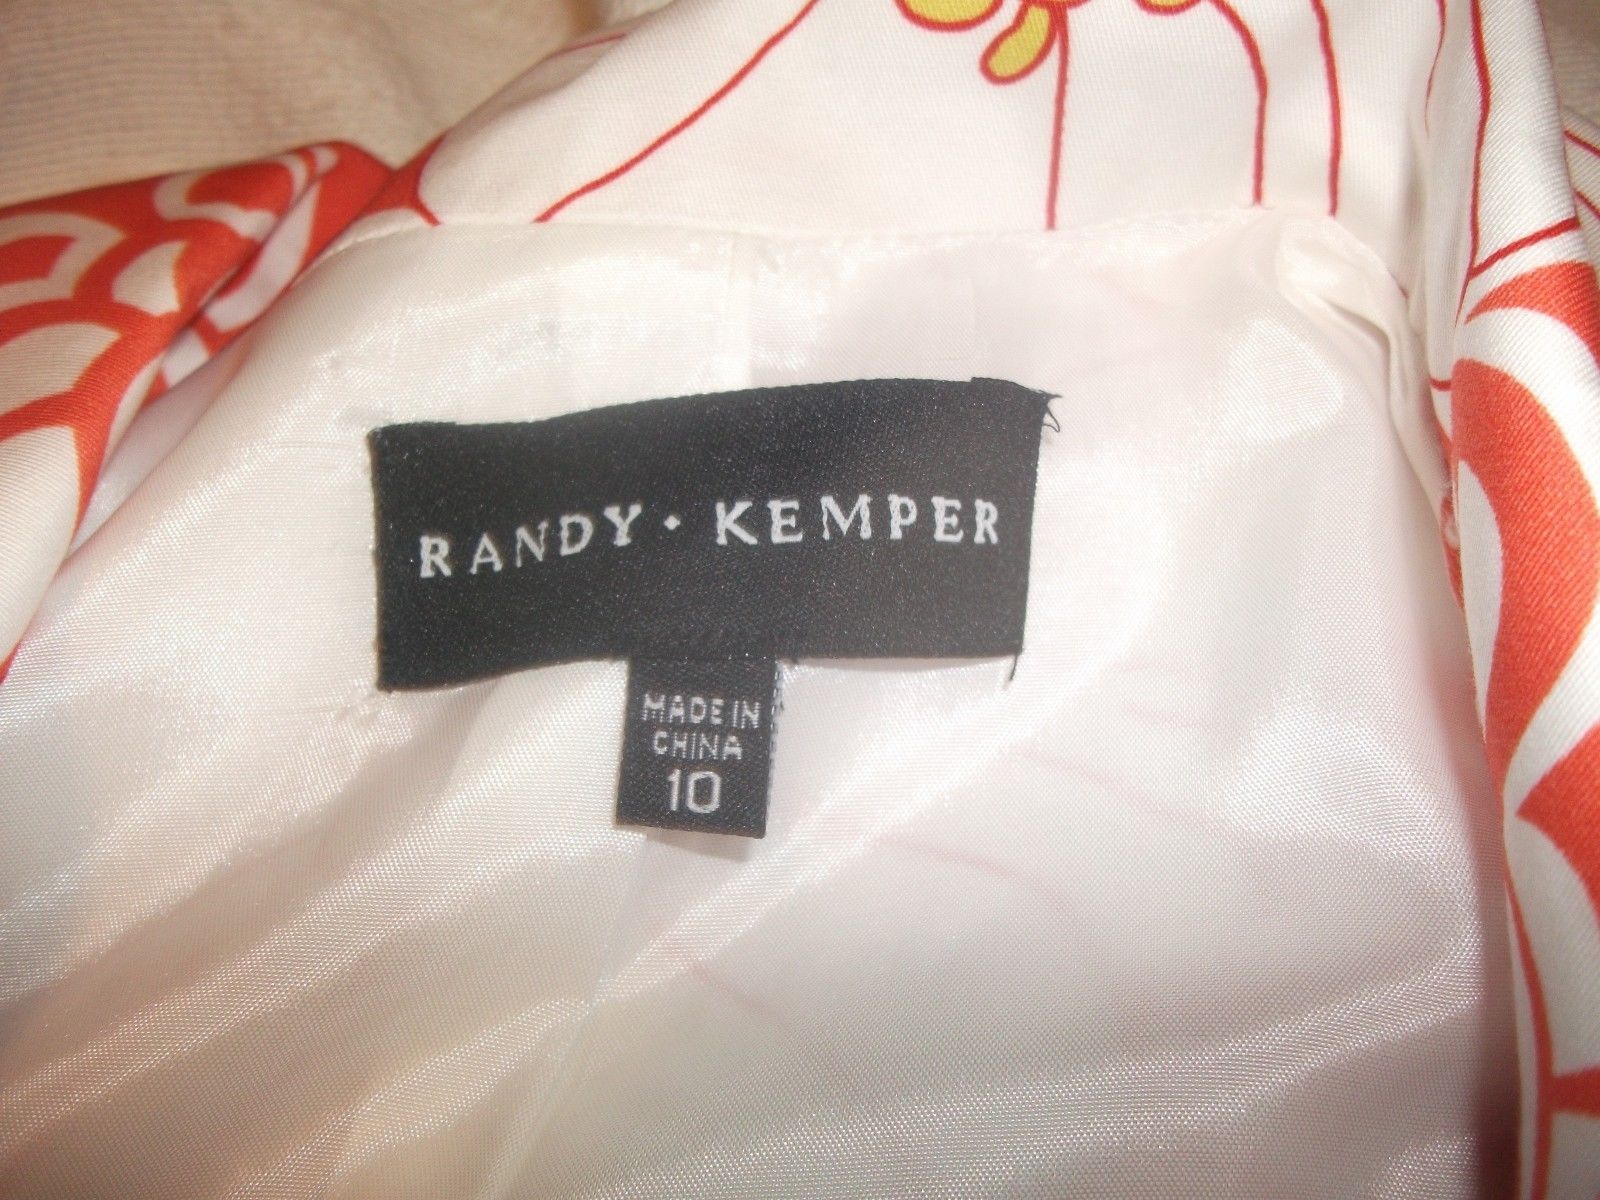 RANDY • KEMPER
MADE IN
CHINA
10